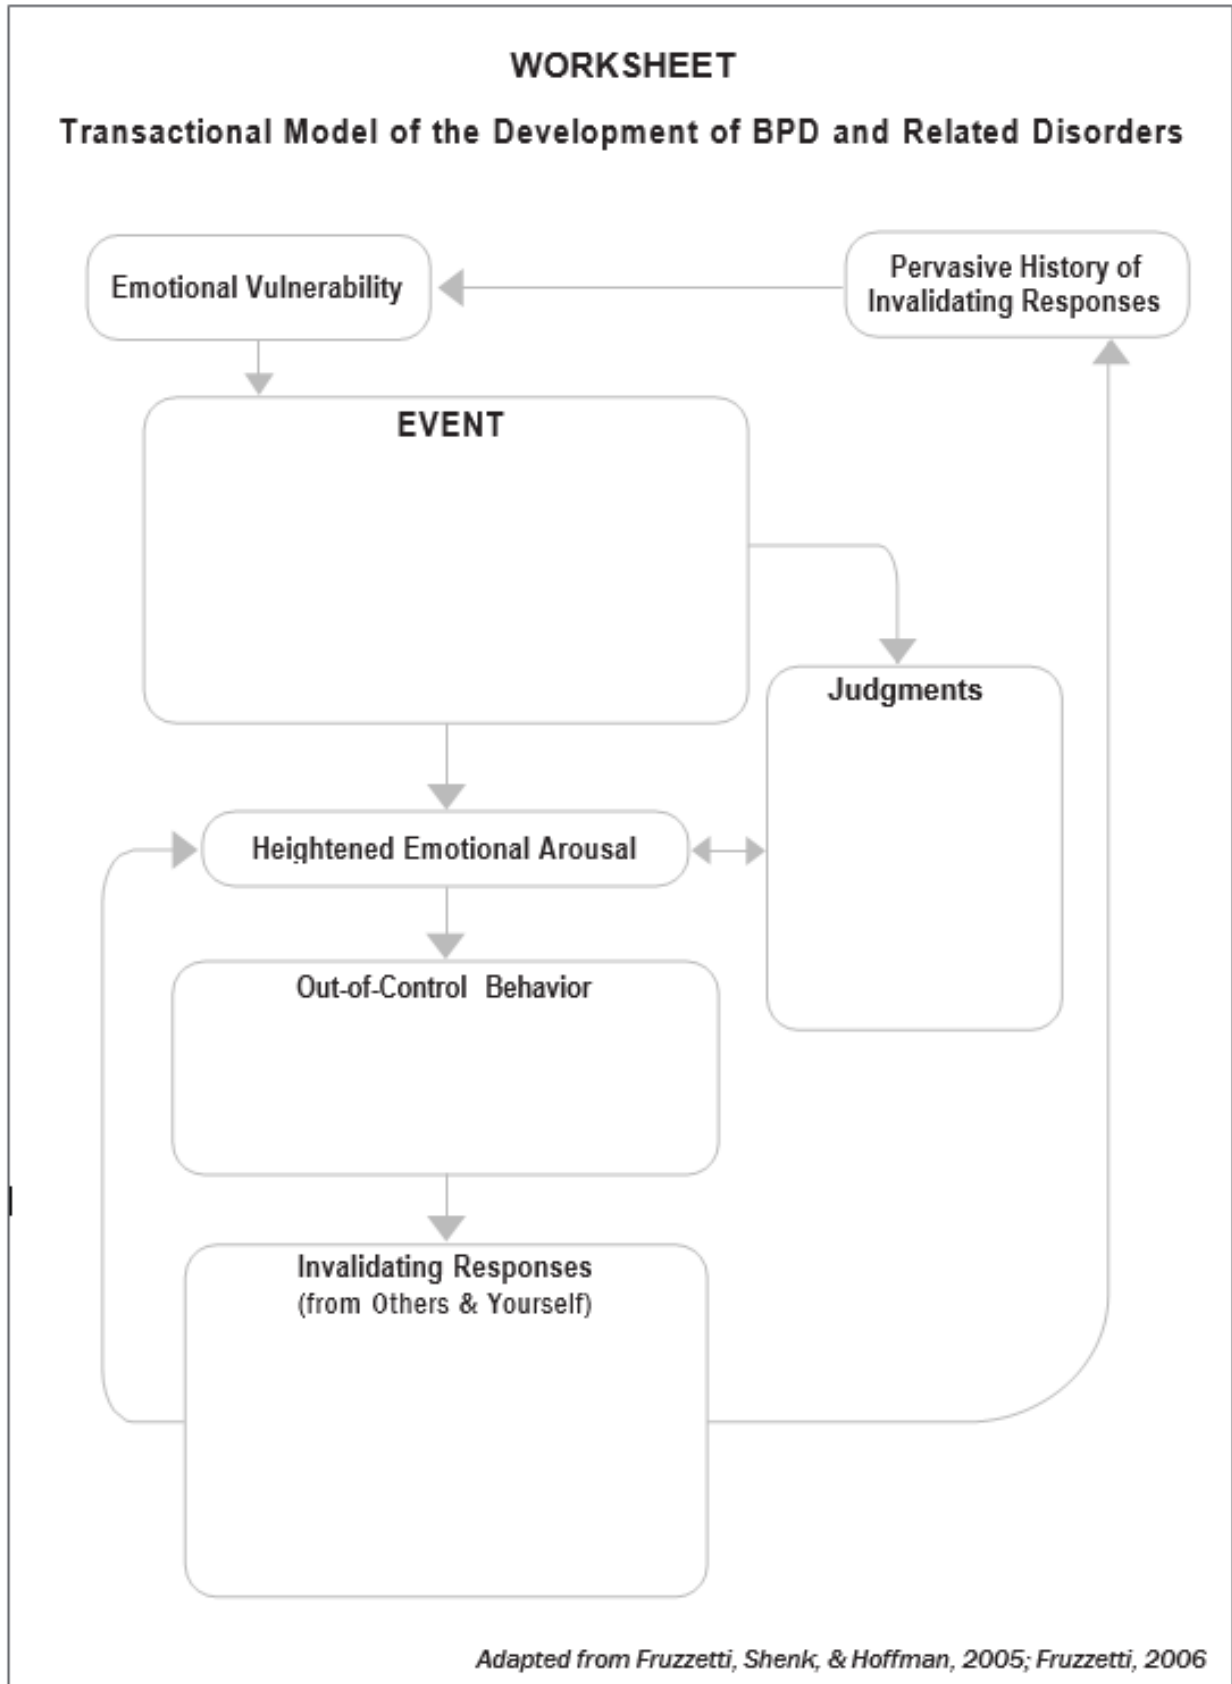 WORKSHEET
Transactional Model of the Development of BPD and Related Disorders
Emotional Vulnerability
Pervasive History of
Invalidating Responses
EVENT
Judgments
Heightened Emotional Arousal
Out-of-Control Behavior
Invalidating Responses
(from Others & Yourself)
Adapted from Fruzzetti, Shenk, & Hoffman, 2005; Fruzzetti, 2006